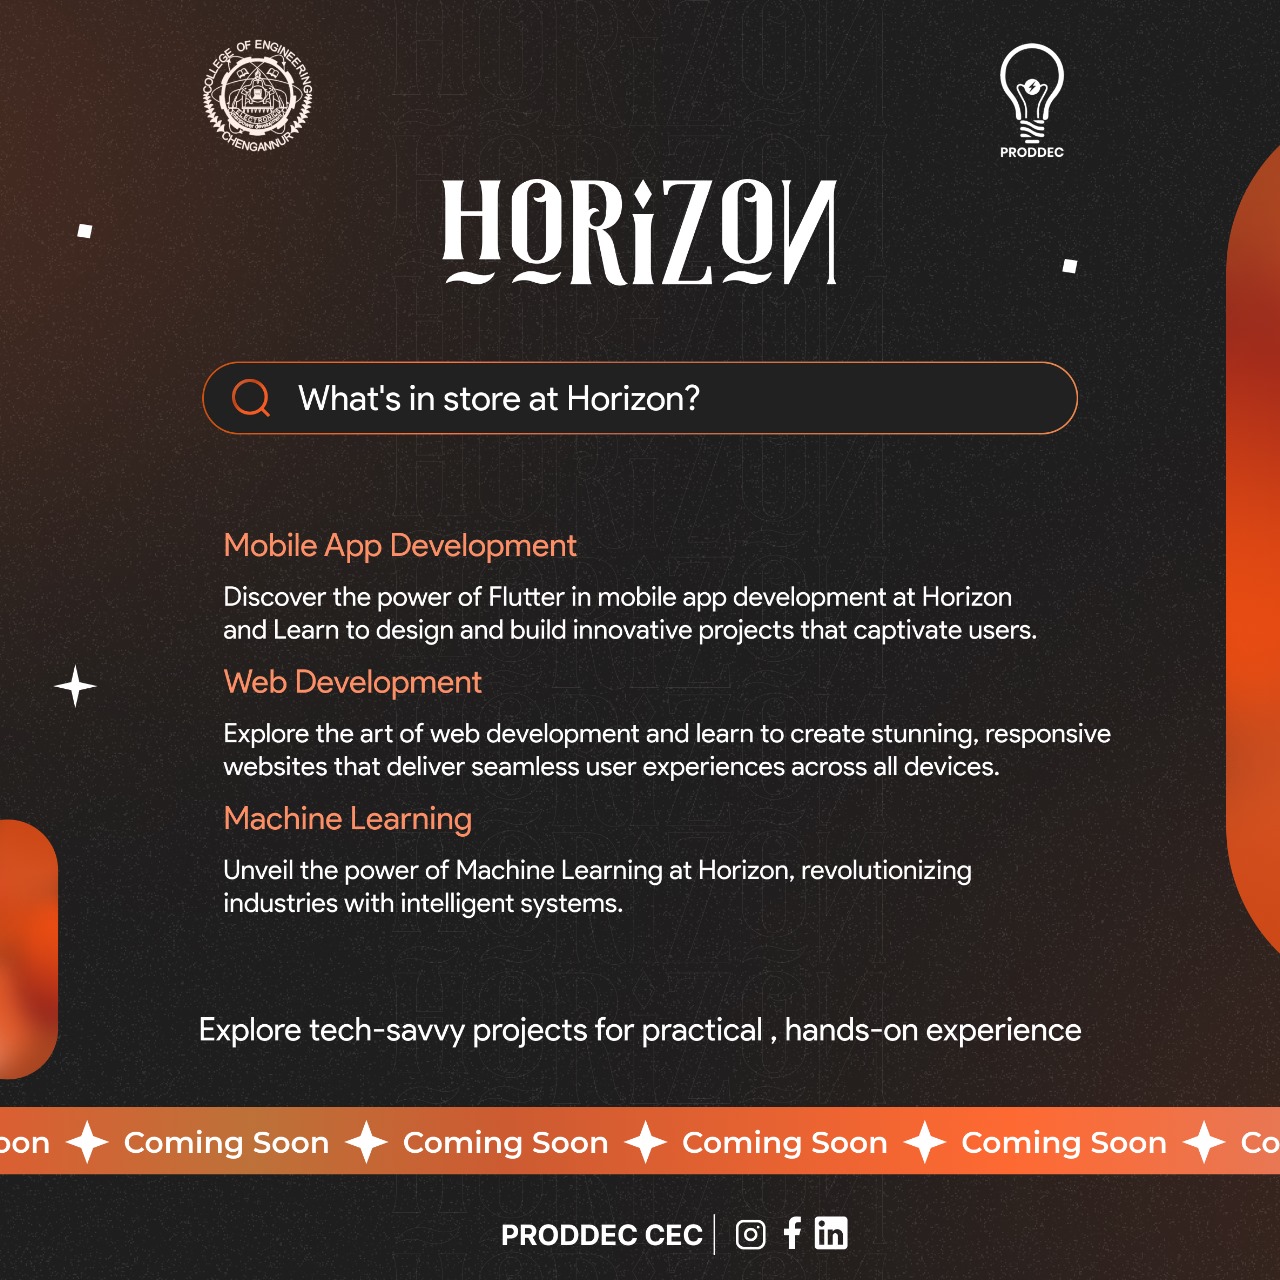 COLLEGE OF ENGINEERING
ELECTRONICS
CHENGANNUR
PRODDEC
HORiZON
What's in store at Horizon?
Mobile App Development
Discover the power of Flutter in mobile app development at Horizon
and Learn to design and build innovative projects that captivate users.
Web Development
Explore the art of web development and learn to create stunning, responsive
websites that deliver seamless user experiences across all devices.
Machine Learning
Unveil the power of Machine Learning at Horizon, revolutionizing
industries with intelligent systems.
Explore tech-savvy projects for practical , hands-on experience
oon Coming Soon Coming Soon Coming Soon Coming Soon Co
PRODDEC CEC